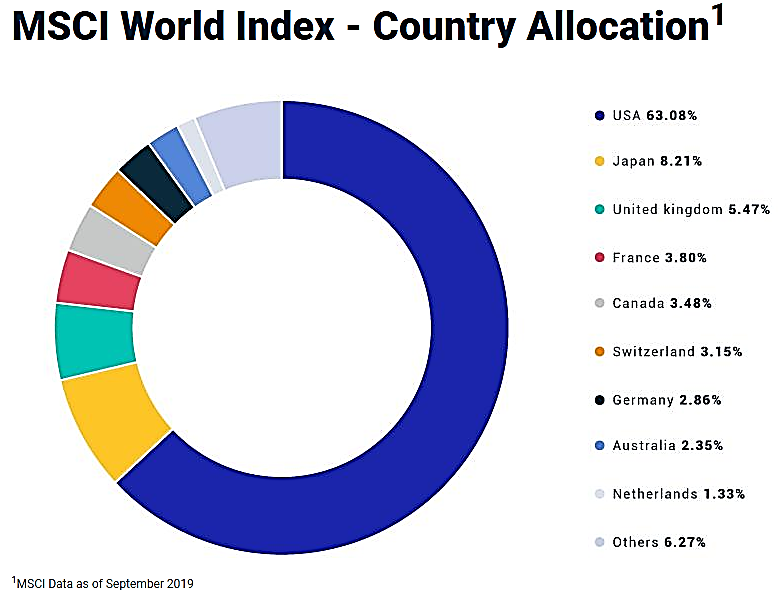 MSCI World Index - Country Allocation¹
USA 63.08%
Japan 8.21%
United kingdom 5.47%
France 3.80%
Canada 3.48%
Switzerland 3.15%
Germany 2.86%
Australia 2.35%
Netherlands 1.33%
Others 6.27%
¹MSCI Data as of September 2019